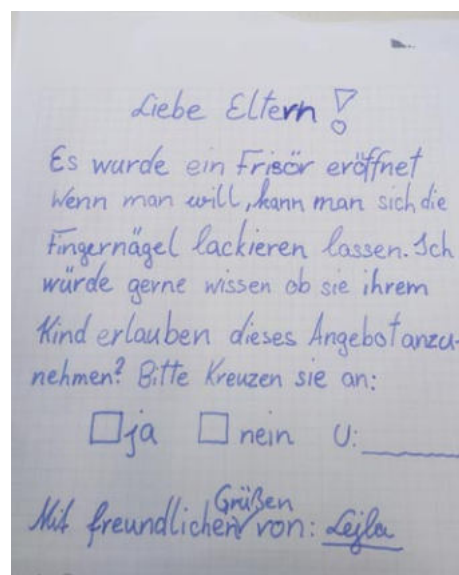 Liebe Eltern!
Es wurde ein Frisör eröffnet
Wenn man will, kann man sich die
Fingernägel lackieren lassen. Ich
würde gerne wissen ob sie ihrem
Kind erlauben dieses Angebot anzu-
nehmen? Bitte Kreuzen sie an:
☐ ja ☐ nein U: ______
Mit freundlichen Grüßen von: Lejla